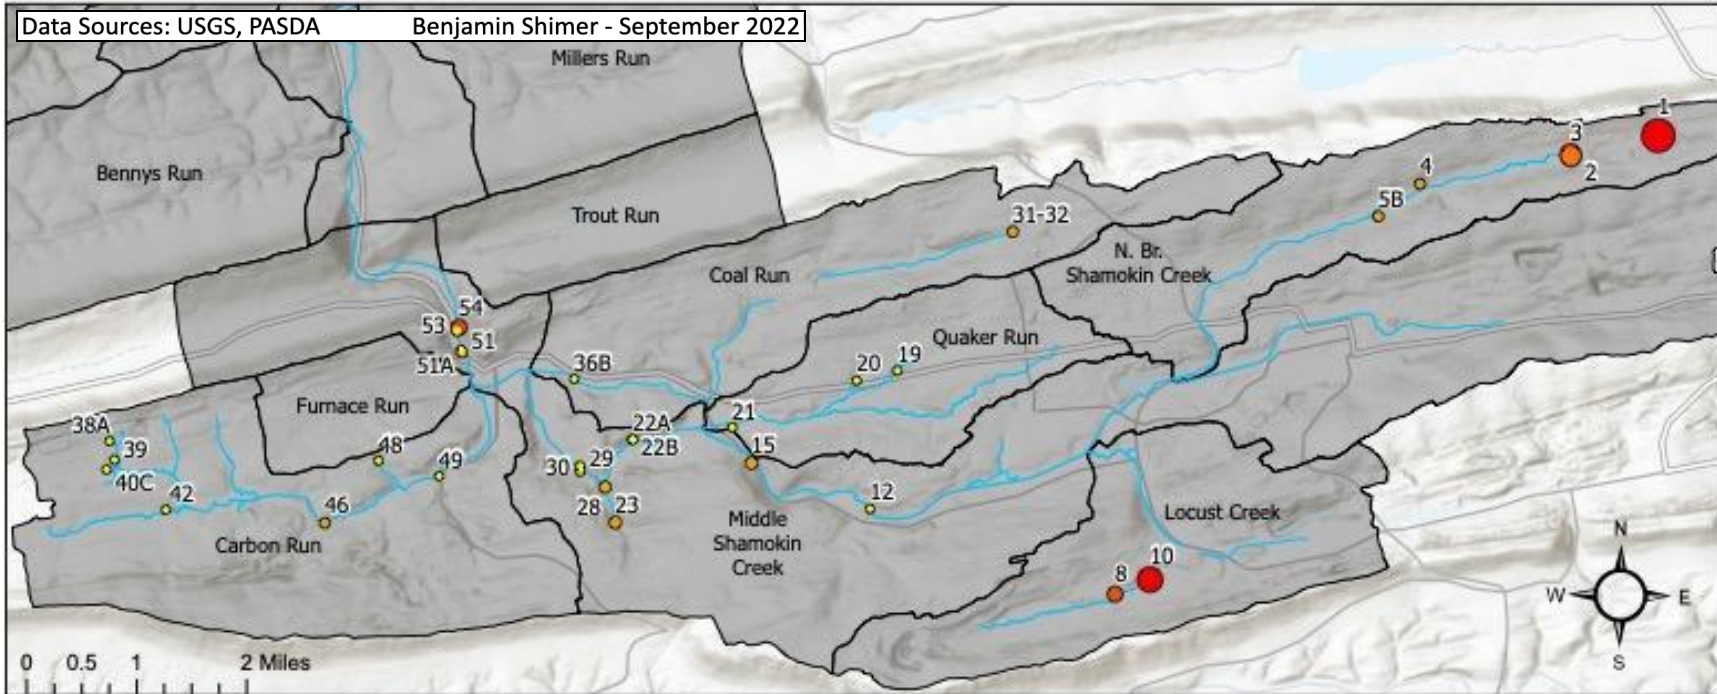 Data Sources: USGS, PASDA Benjamin Shimer - September 2022
Millers Run
Bennys Run
Trout Run
1
3
2
4
5B
31-32
N. Br.
Shamokin Creek
Coal Run
Quaker Run
54
53
51
51A
36B
20
19
Furnace Run
38A
39
40C
42
48
49
46
22A
22B
21
15
30
29
28
23
12
Carbon Run
Middle
Shamokin
Creek
Locust Creek
8
10
N
W
E
S
0 0.5 1 2 Miles